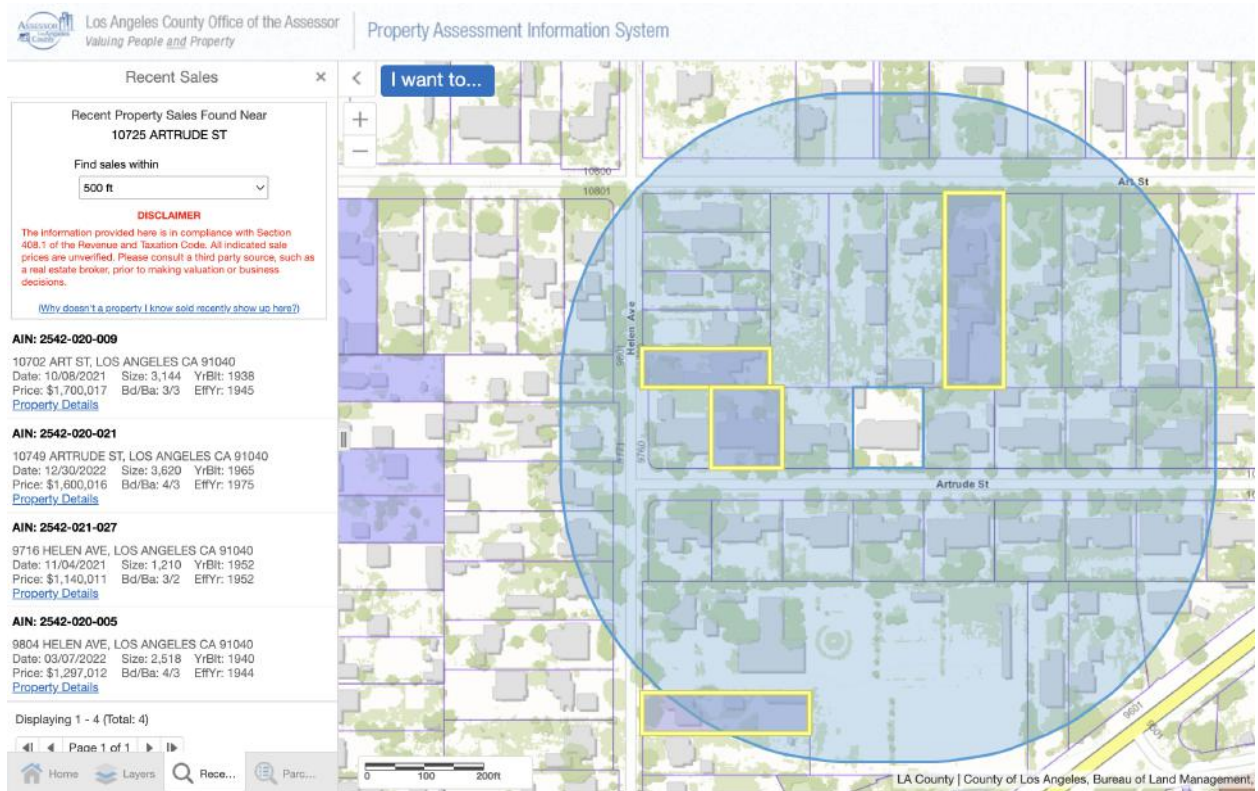 Assessor
Los Angeles
County
Los Angeles County Office of the Assessor
Valuing People and Property
Property Assessment Information System
Recent Sales
×
I want to...
Recent Property Sales Found Near
10725 ARTRUDE ST
Find sales within
500 ft
DISCLAIMER
The information provided here is in compliance with Section
408.1 of the Revenue and Taxation Code. All indicated sale
prices are unverified. Please consult a third party source, such as
a real estate broker, prior to making valuation or business
decisions.
(Why doesn't a property I know sold recently show up here?)
AIN: 2542-020-009
10702 ART ST, LOS ANGELES CA 91040
Date: 10/08/2021 Size: 3,144 YrBlt: 1938
Price: $1,700,017 Bd/Ba: 3/3 EffYr: 1945
Property Details
AIN: 2542-020-021
10749 ARTRUDE ST, LOS ANGELES CA 91040
Date: 12/30/2022 Size: 3,620 YrBlt: 1965
Price: $1,600,016 Bd/Ba: 4/3 EffYr: 1975
Property Details
AIN: 2542-021-027
9716 HELEN AVE, LOS ANGELES CA 91040
Date: 11/04/2021 Size: 1,210 YrBlt: 1952
Price: $1,140,011 Bd/Ba: 3/2 EffYr: 1952
Property Details
AIN: 2542-020-005
9804 HELEN AVE, LOS ANGELES CA 91040
Date: 03/07/2022 Size: 2,518 YrBlt: 1940
Price: $1,297,012 Bd/Ba: 4/3 EffYr: 1944
Property Details
Displaying 1 - 4 (Total: 4)
Page 1 of 1
Home
Layers
Rece...
Parc...
+
−
10800
10801
Art St
Helen Ave
9771
9760
Artrude St
9601
0 100 200ft
LA County | County of Los Angeles, Bureau of Land Management,